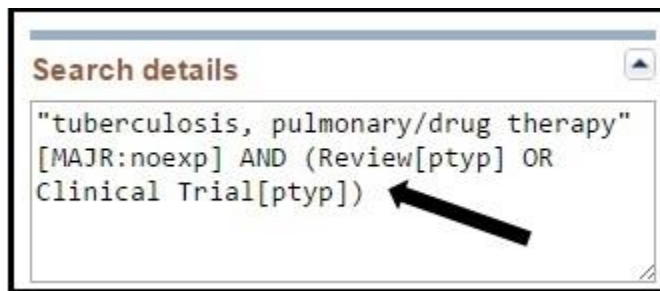 Search details
"tuberculosis, pulmonary/drug therapy"
[MAJR:noexp] AND (Review[ptyp] OR
Clinical Trial[ptyp])